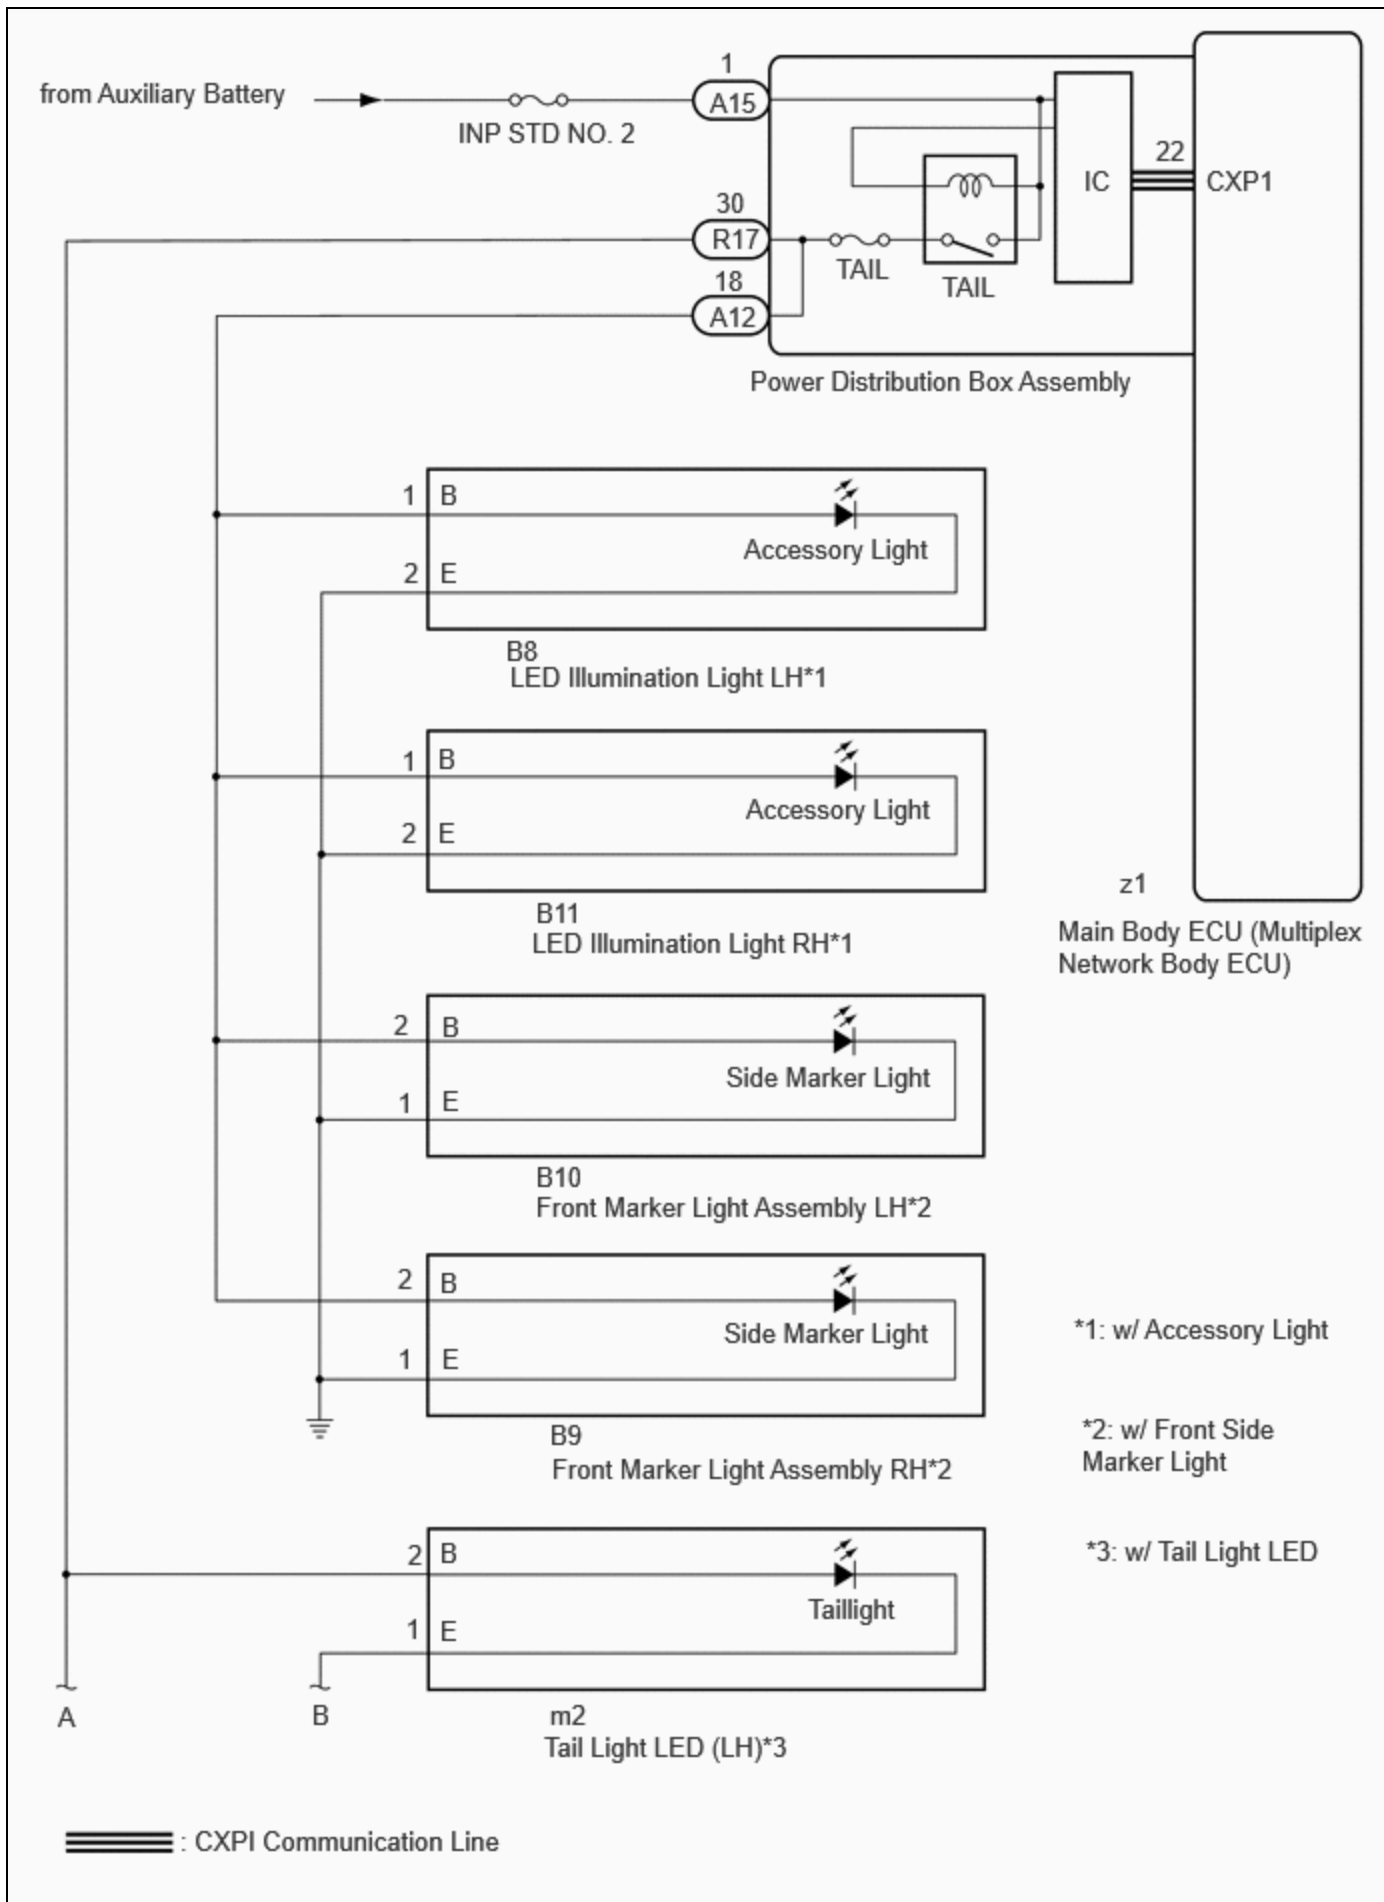 from Auxiliary Battery
INP STD NO. 2
1
A15
30
R17
18
A12
TAIL
TAIL
IC
22
CXP1
Power Distribution Box Assembly
1 B
Accessory Light
2 E
B8
LED Illumination Light LH*1
1 B
Accessory Light
2 E
B11
LED Illumination Light RH*1
z1
Main Body ECU (Multiplex
Network Body ECU)
2 B
Side Marker Light
1 E
B10
Front Marker Light Assembly LH*2
2 B
Side Marker Light
1 E
B9
Front Marker Light Assembly RH*2
*1: w/ Accessory Light
*2: w/ Front Side
Marker Light
*3: w/ Tail Light LED
2 B
Taillight
1 E
A
B
m2
Tail Light LED (LH)*3
: CXPI Communication Line